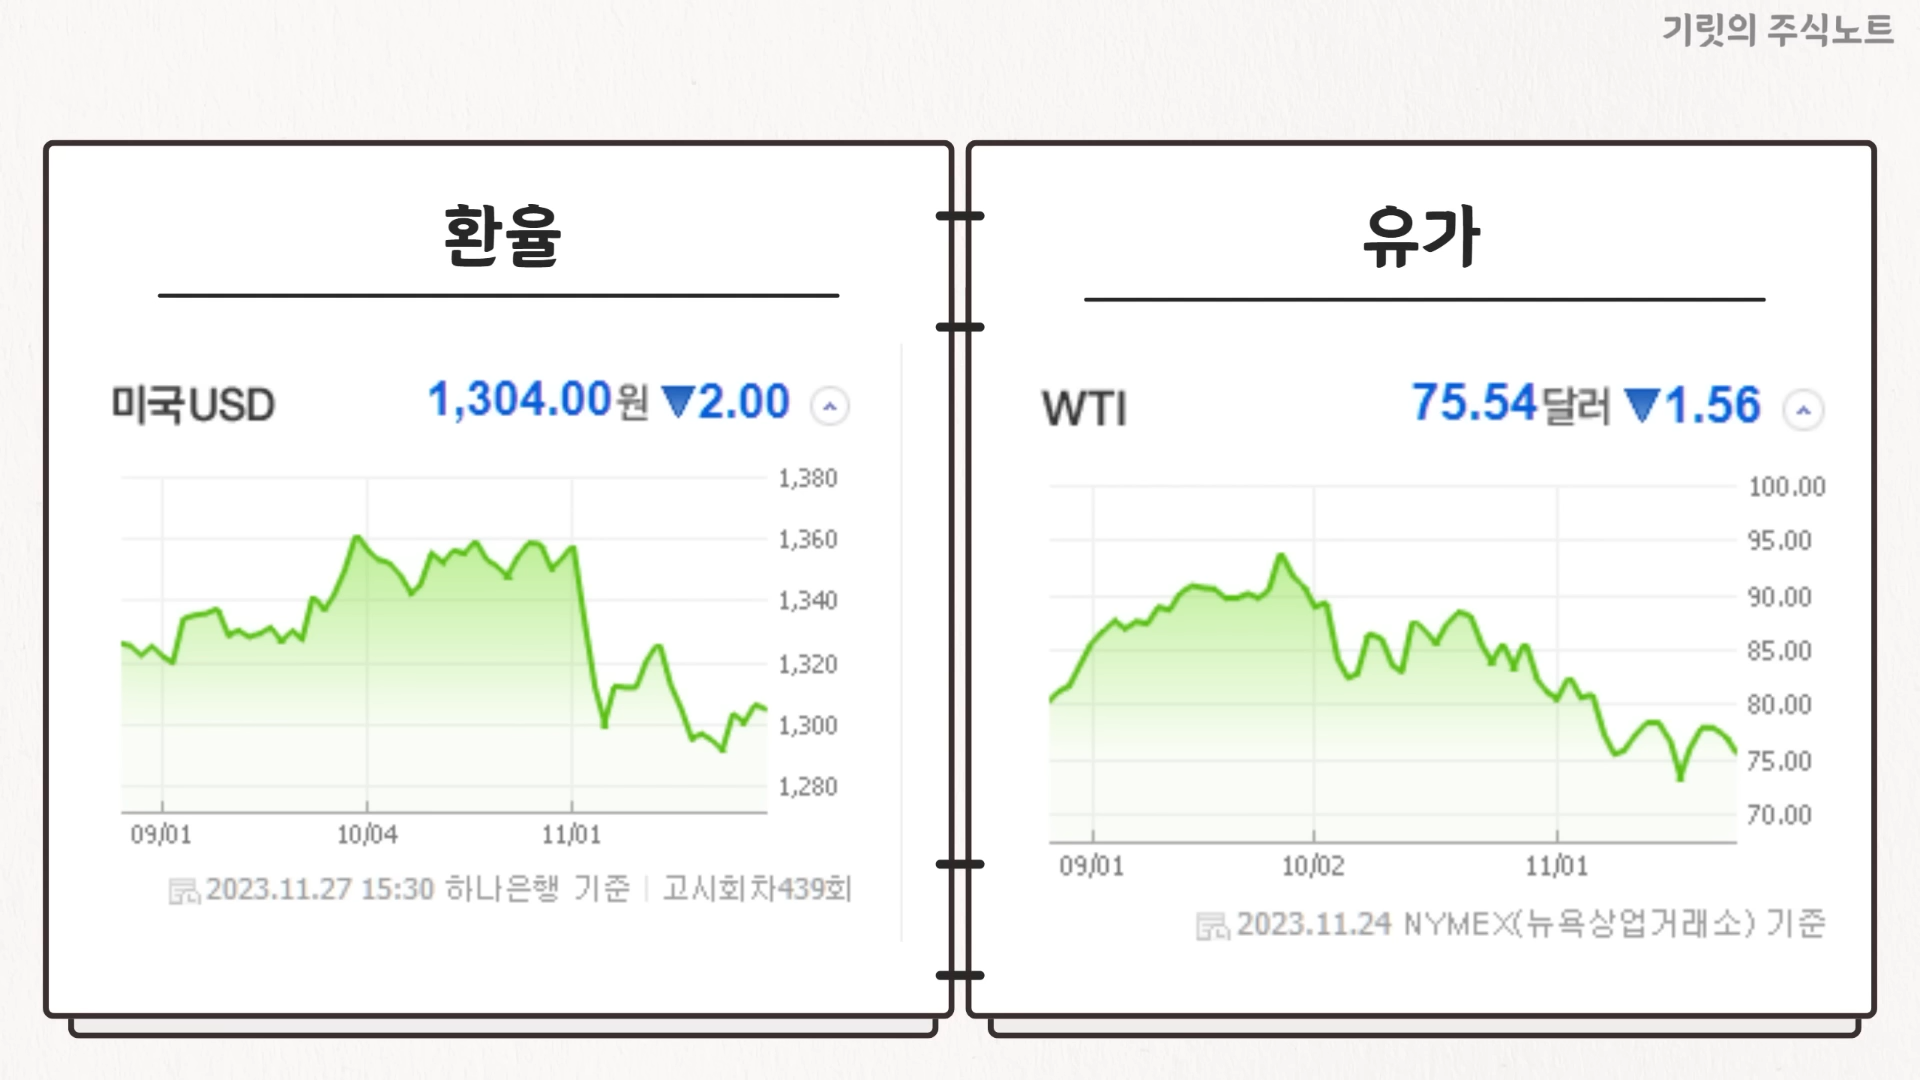 기릿의 주식노트
환율
미국USD 1,304.00원 ▼2.00
1,380
1,360
1,340
1,320
1,300
1,280
09/01 10/04 11/01
2023.11.27 15:30 하나은행 기준 | 고시회차439회
유가
WTI 75.54달러 ▼1.56
100.00
95.00
90.00
85.00
80.00
75.00
70.00
09/01 10/02 11/01
2023.11.24 NYMEX(뉴욕상업거래소) 기준